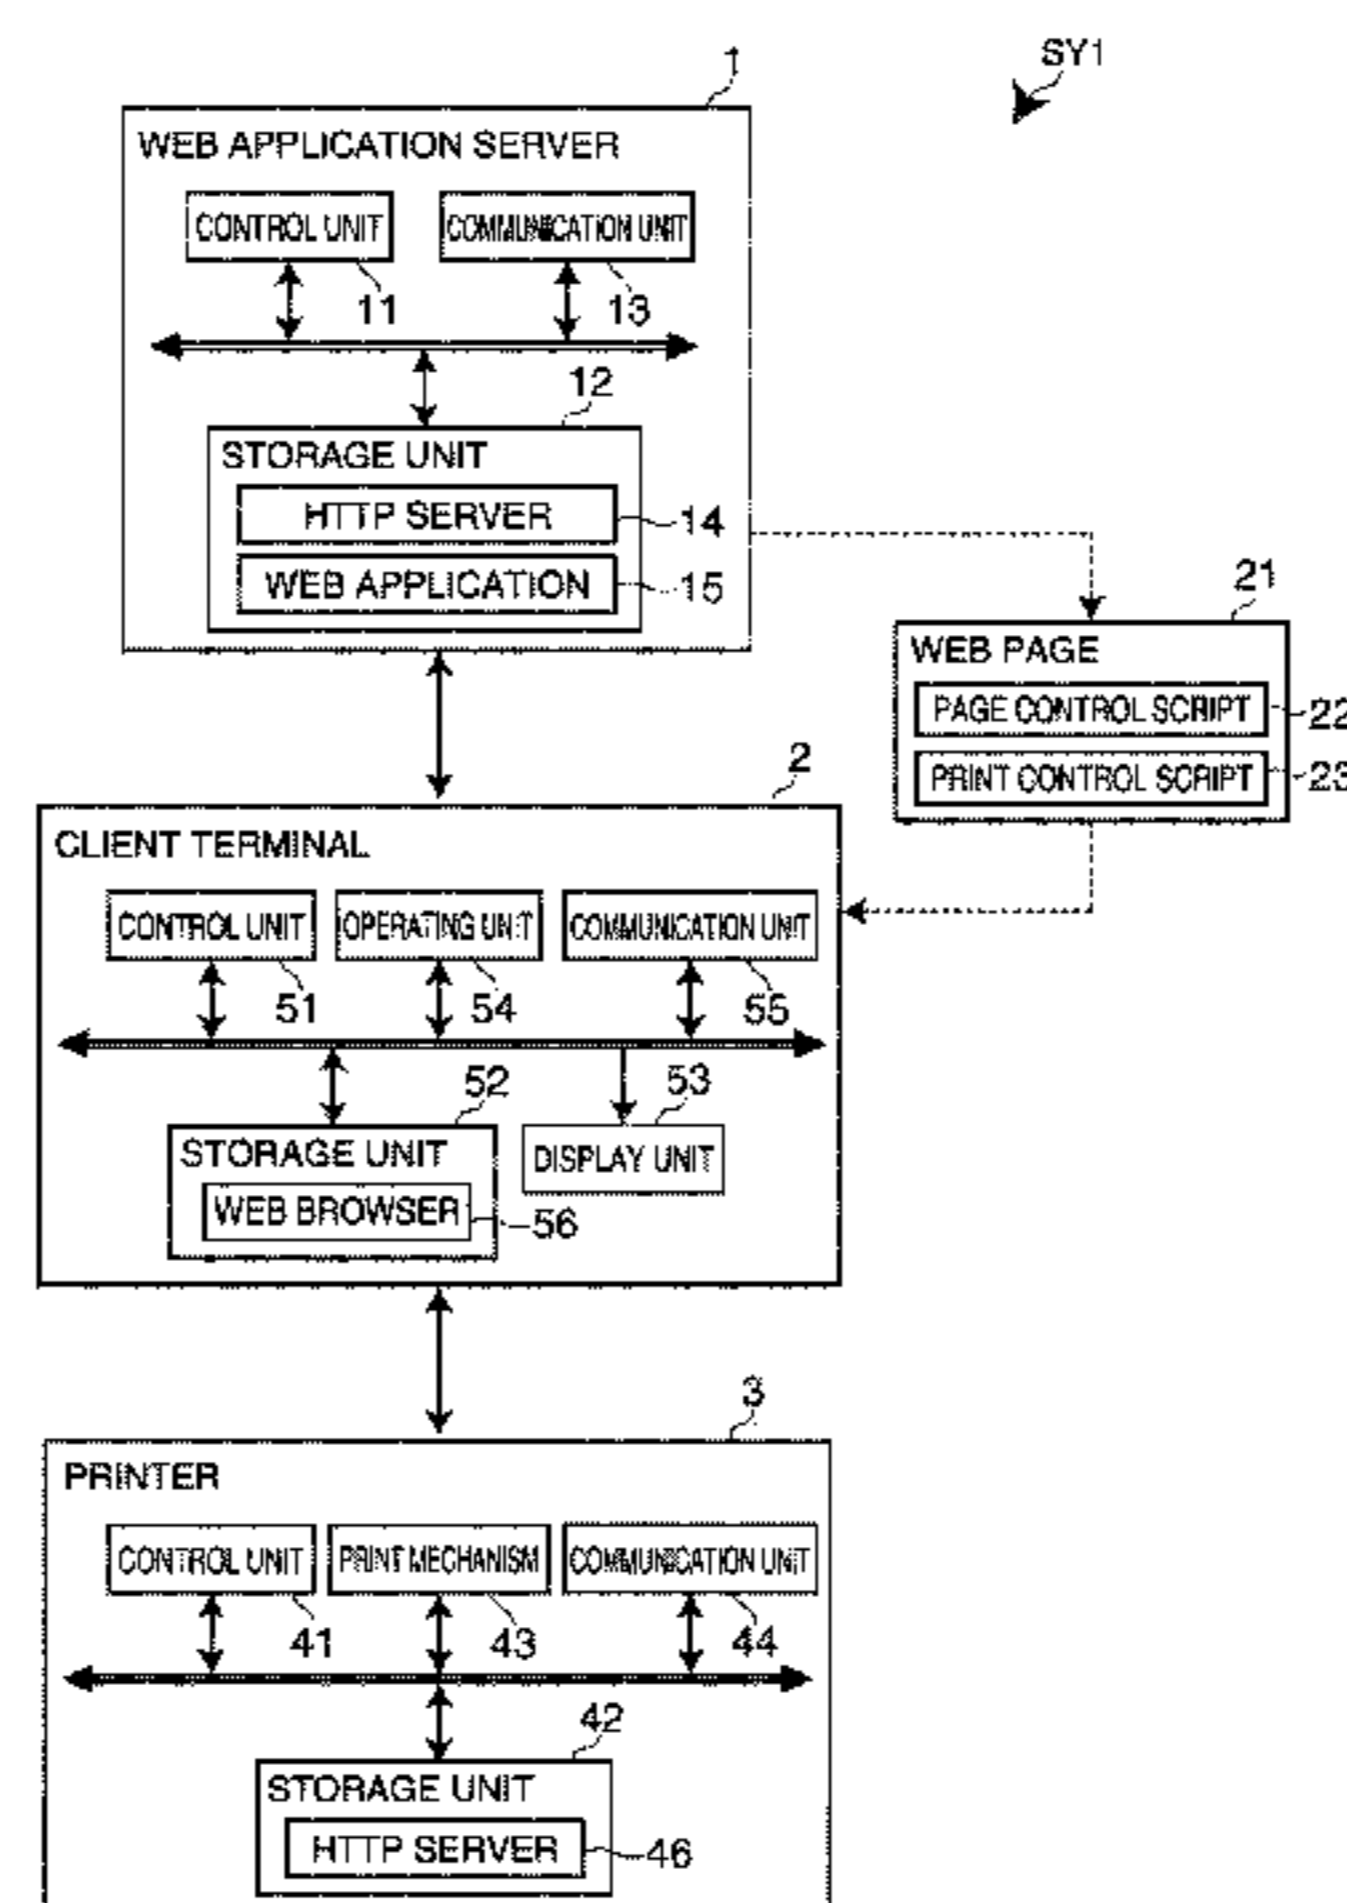 SY1
1
WEB APPLICATION SERVER
CONTROL UNIT
COMMUNICATION UNIT
11
13
12
STORAGE UNIT
HTTP SERVER
14
WEB APPLICATION
15
21
WEB PAGE
PAGE CONTROL SCRIPT
22
PRINT CONTROL SCRIPT
23
2
CLIENT TERMINAL
CONTROL UNIT
OPERATING UNIT
COMMUNICATION UNIT
51
54
55
52
53
STORAGE UNIT
DISPLAY UNIT
WEB BROWSER
56
3
PRINTER
CONTROL UNIT
PRINT MECHANISM
COMMUNICATION UNIT
41
43
44
42
STORAGE UNIT
HTTP SERVER
46